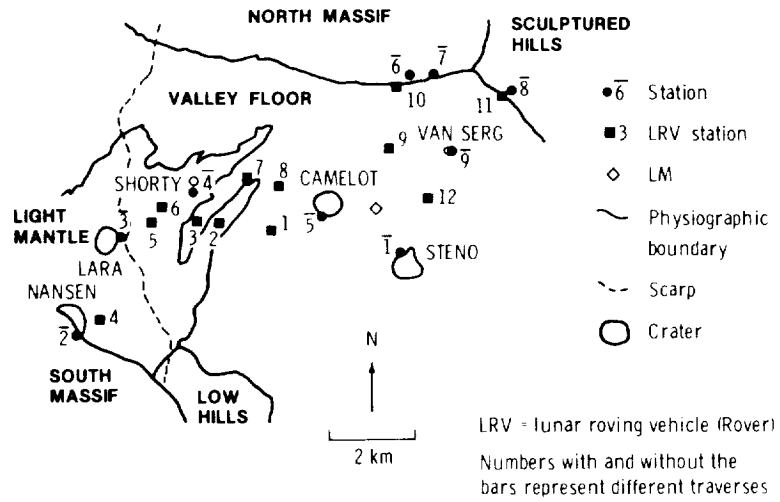 NORTH MASSIF
SCULPTURED
HILLS
6̅
7̅
8̅
10
11
VALLEY FLOOR
9
VAN SERG
9̅
SHORTY
4̅
7
8
CAMELOT
12
LIGHT
MANTLE
3̅
6
5
3
2
1
5̅
1̅
STENO
LARA
NANSEN
4
2̅
SOUTH
MASSIF
LOW
HILLS
N
2 km
6̅ Station
3 LRV station
LM
Physiographic
boundary
Scarp
Crater
LRV = lunar roving vehicle (Rover)
Numbers with and without the
bars represent different traverses